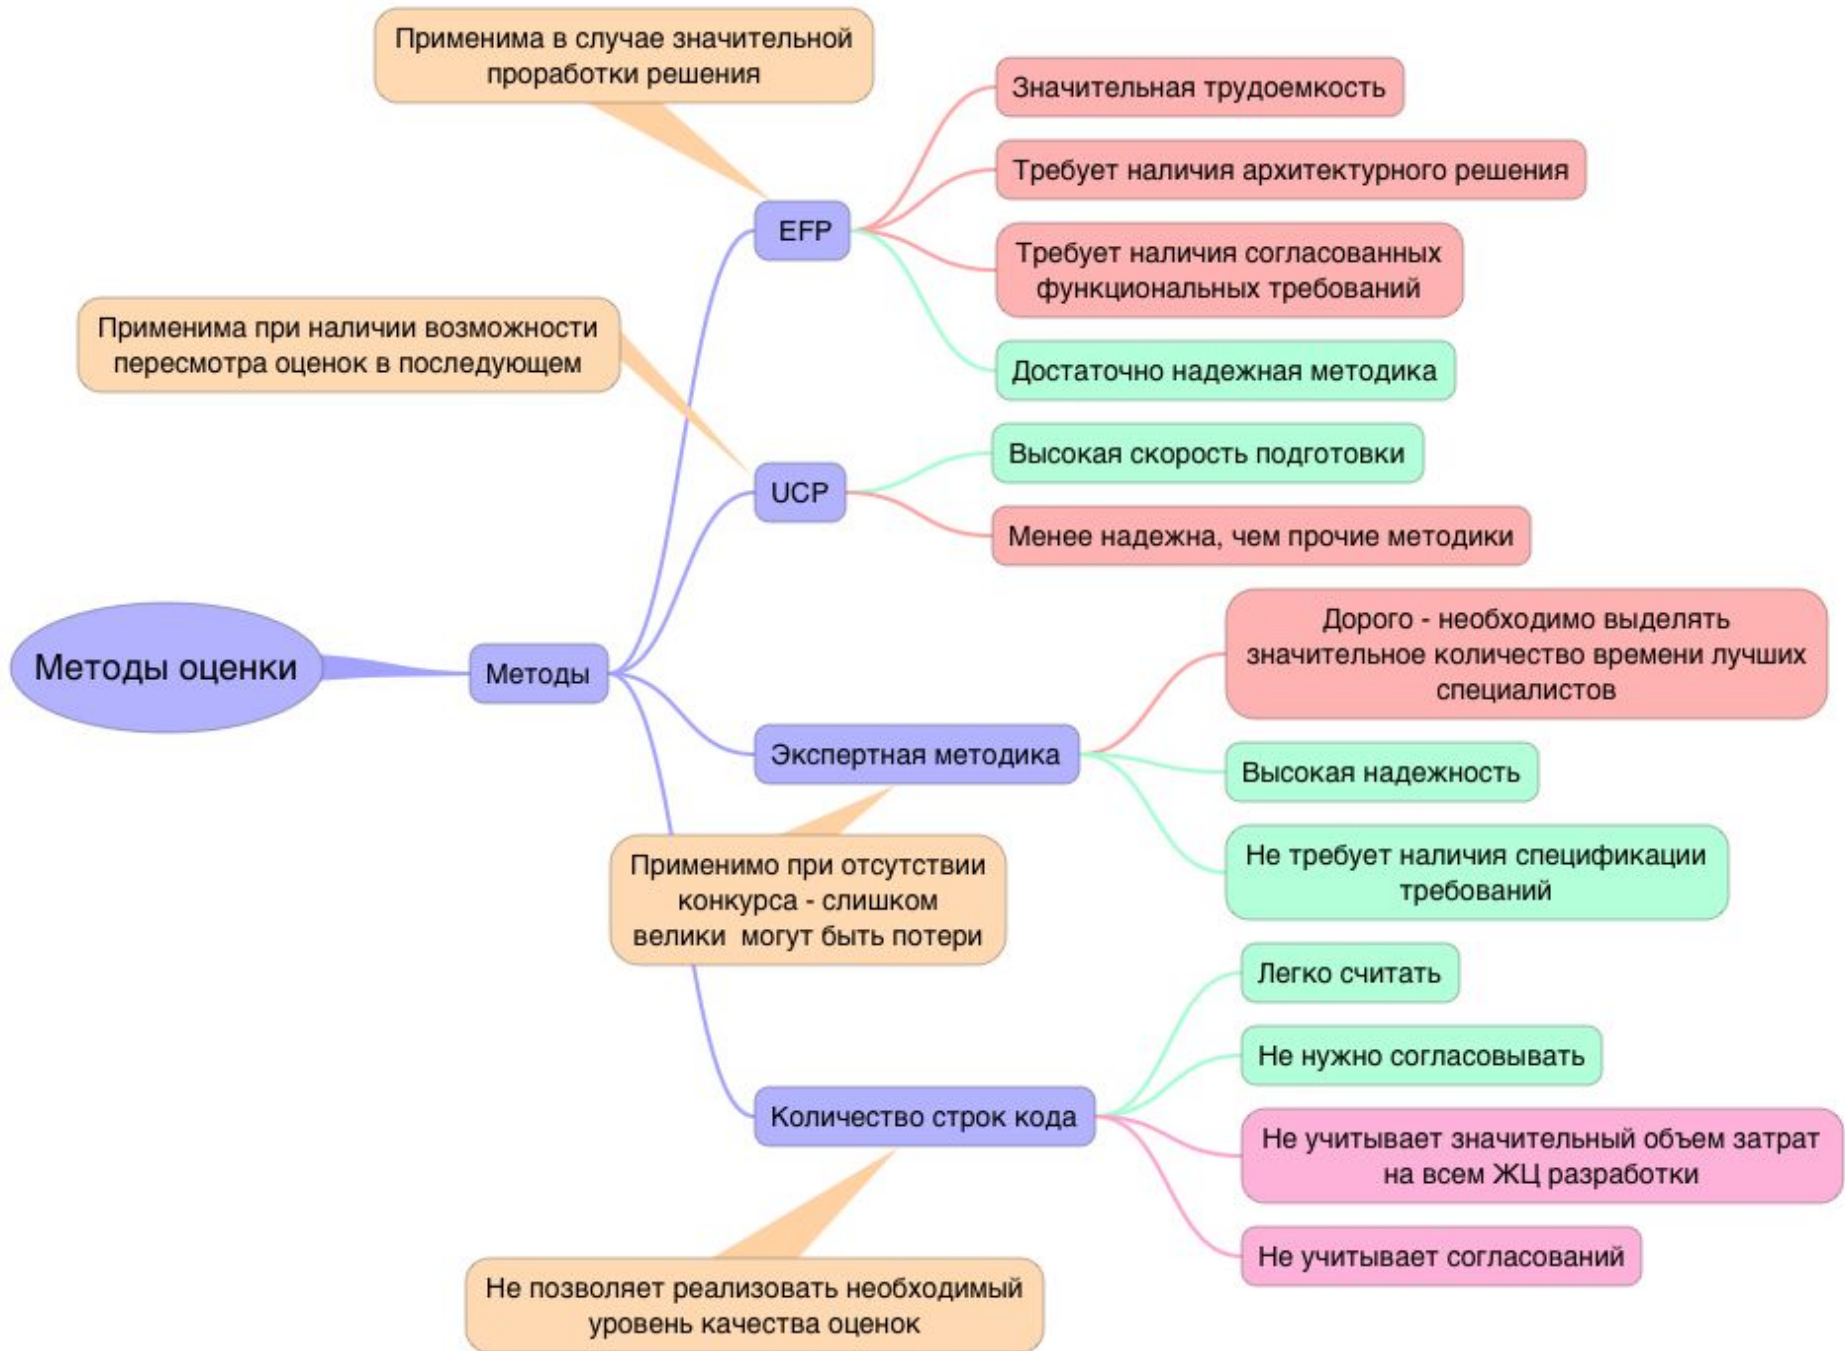 Применима в случае значительной
проработки решения
Значительная трудоемкость
Требует наличия архитектурного решения
EFP
Требует наличия согласованных
функциональных требований
Применима при наличии возможности
пересмотра оценок в последующем
Достаточно надежная методика
Высокая скорость подготовки
UCP
Менее надежна, чем прочие методики
Методы оценки
Методы
Дорого - необходимо выделять
значительное количество времени лучших
специалистов
Экспертная методика
Высокая надежность
Применимо при отсутствии
конкурса - слишком
велики могут быть потери
Не требует наличия спецификации
требований
Легко считать
Не нужно согласовывать
Количество строк кода
Не учитывает значительный объем затрат
на всем ЖЦ разработки
Не учитывает согласований
Не позволяет реализовать необходимый
уровень качества оценок